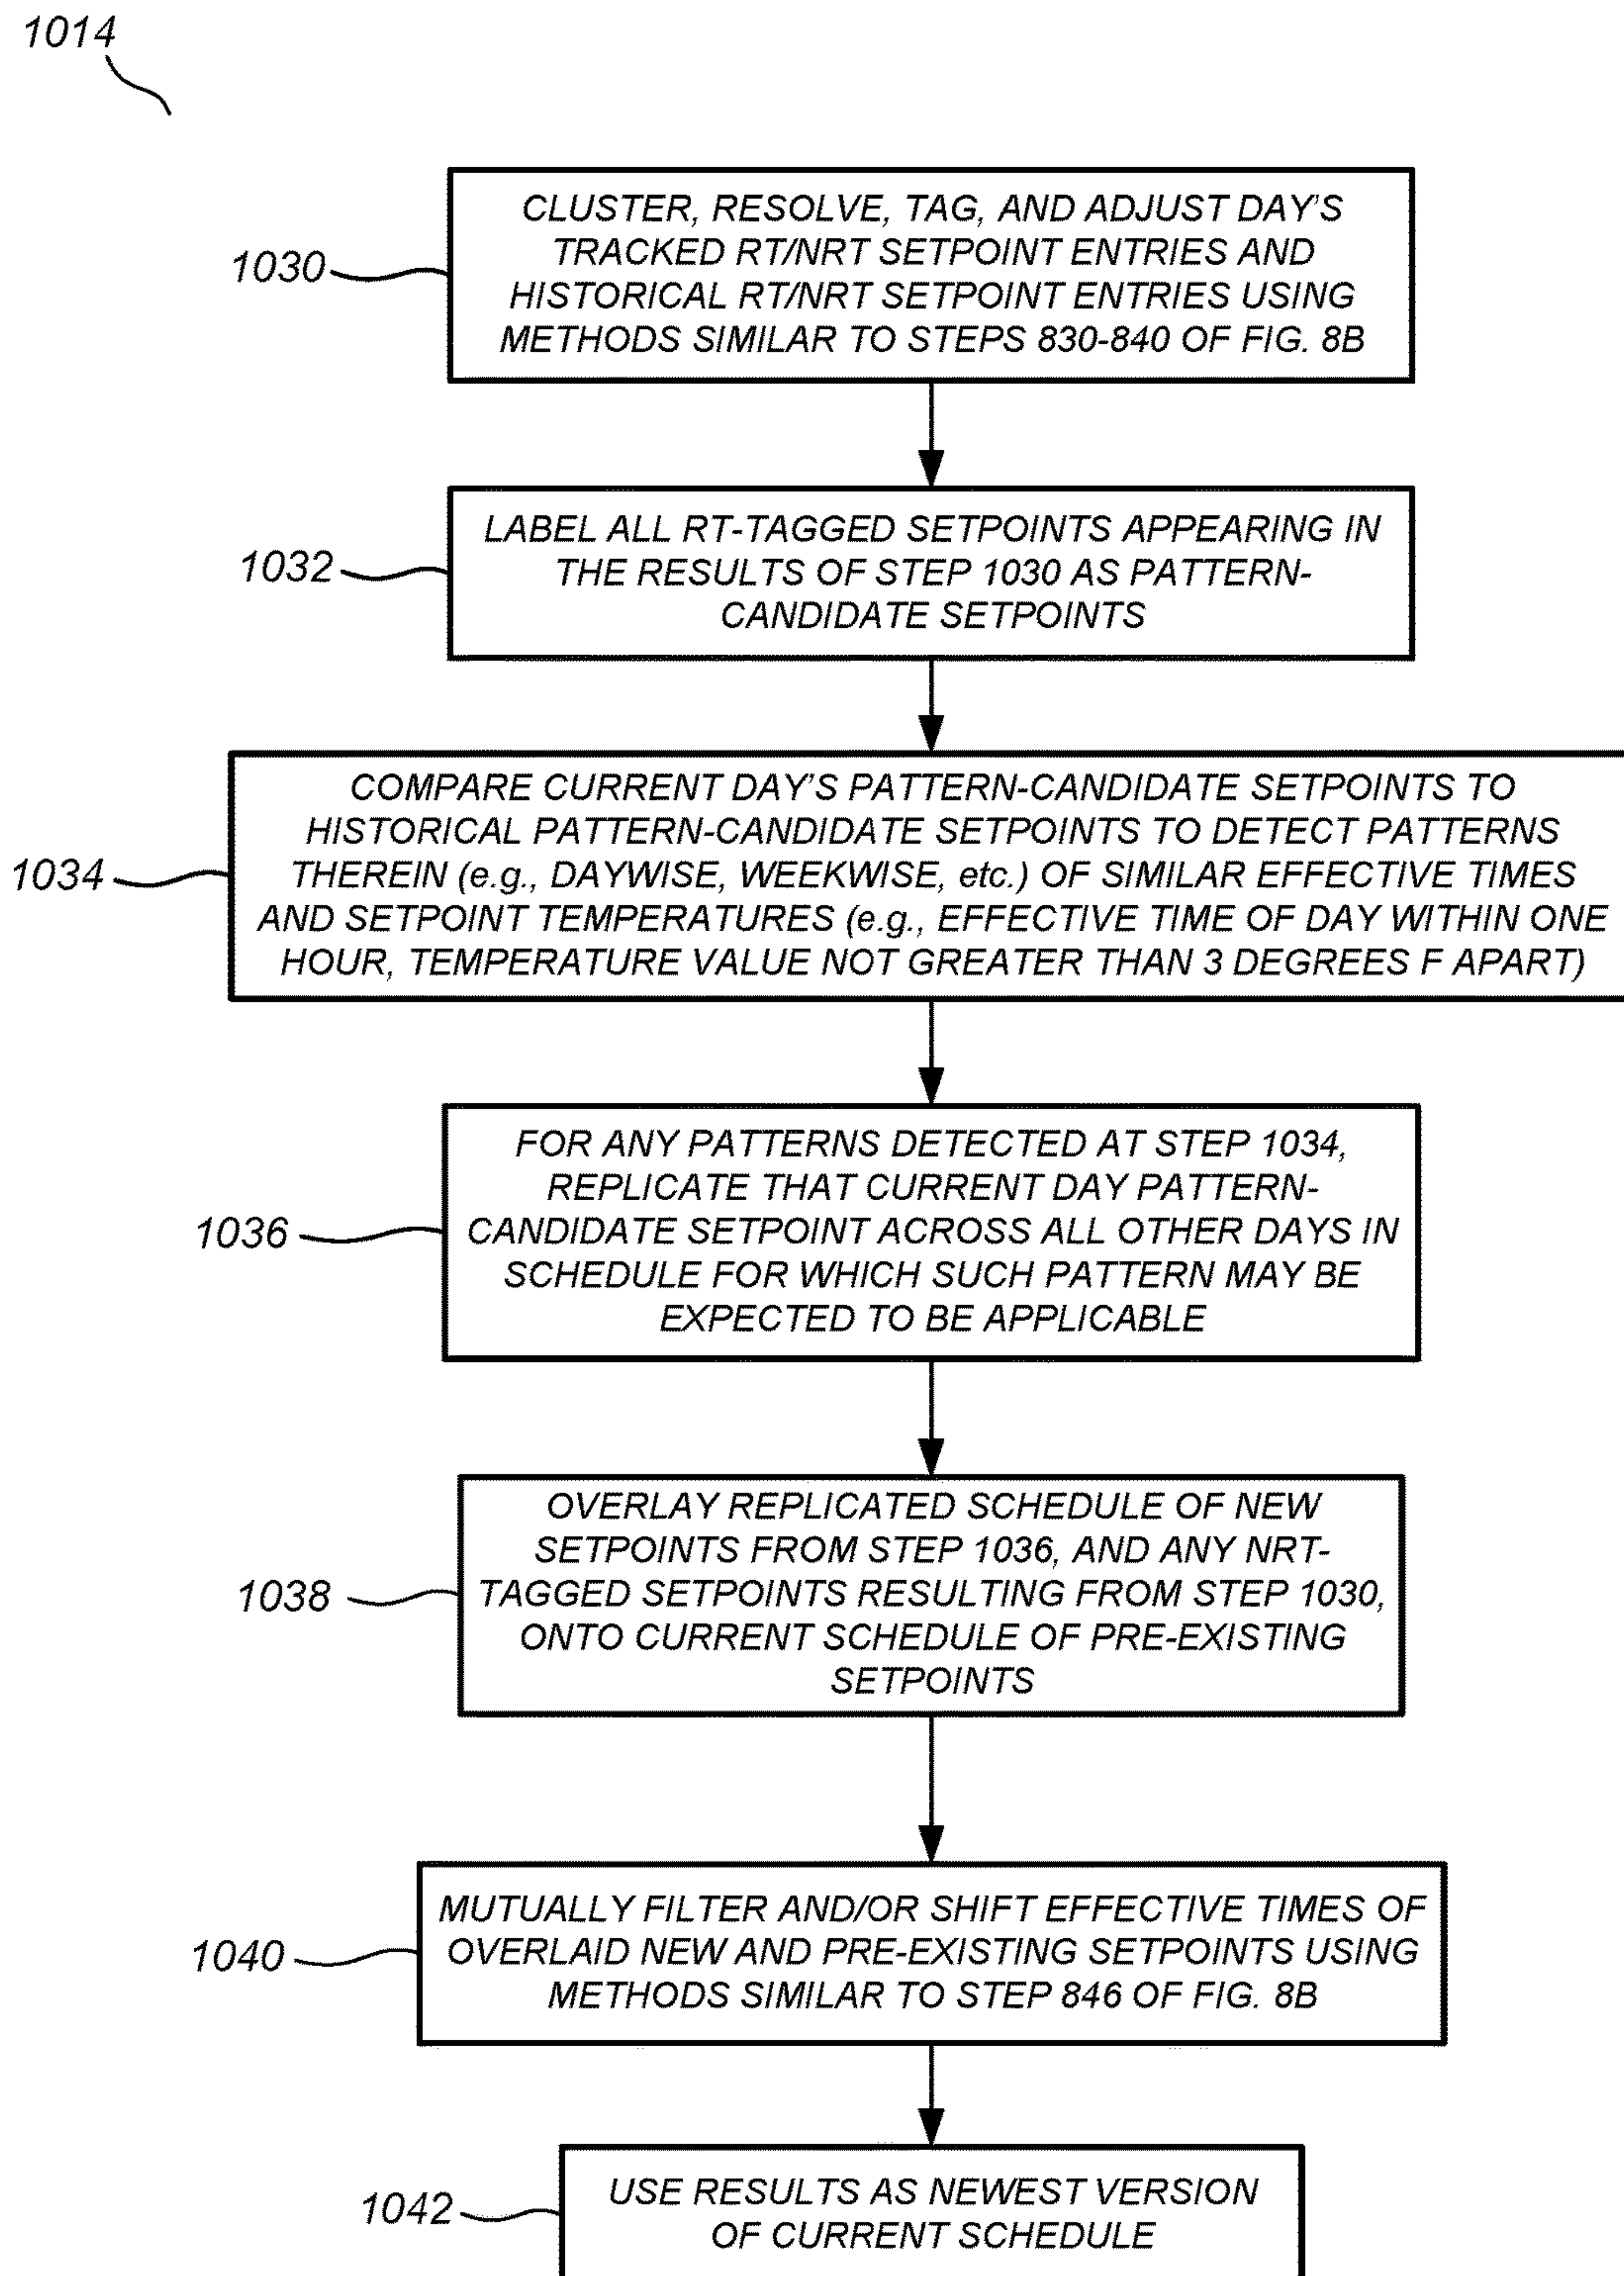 1014
1030
CLUSTER, RESOLVE, TAG, AND ADJUST DAY'S
TRACKED RT/NRT SETPOINT ENTRIES AND
HISTORICAL RT/NRT SETPOINT ENTRIES USING
METHODS SIMILAR TO STEPS 830-840 OF FIG. 8B
1032
LABEL ALL RT-TAGGED SETPOINTS APPEARING IN
THE RESULTS OF STEP 1030 AS PATTERN-
CANDIDATE SETPOINTS
1034
COMPARE CURRENT DAY'S PATTERN-CANDIDATE SETPOINTS TO
HISTORICAL PATTERN-CANDIDATE SETPOINTS TO DETECT PATTERNS
THEREIN (e.g., DAYWISE, WEEKWISE, etc.) OF SIMILAR EFFECTIVE TIMES
AND SETPOINT TEMPERATURES (e.g., EFFECTIVE TIME OF DAY WITHIN ONE
HOUR, TEMPERATURE VALUE NOT GREATER THAN 3 DEGREES F APART)
1036
FOR ANY PATTERNS DETECTED AT STEP 1034,
REPLICATE THAT CURRENT DAY PATTERN-
CANDIDATE SETPOINT ACROSS ALL OTHER DAYS IN
SCHEDULE FOR WHICH SUCH PATTERN MAY BE
EXPECTED TO BE APPLICABLE
1038
OVERLAY REPLICATED SCHEDULE OF NEW
SETPOINTS FROM STEP 1036, AND ANY NRT-
TAGGED SETPOINTS RESULTING FROM STEP 1030,
ONTO CURRENT SCHEDULE OF PRE-EXISTING
SETPOINTS
1040
MUTUALLY FILTER AND/OR SHIFT EFFECTIVE TIMES OF
OVERLAID NEW AND PRE-EXISTING SETPOINTS USING
METHODS SIMILAR TO STEP 846 OF FIG. 8B
1042
USE RESULTS AS NEWEST VERSION
OF CURRENT SCHEDULE